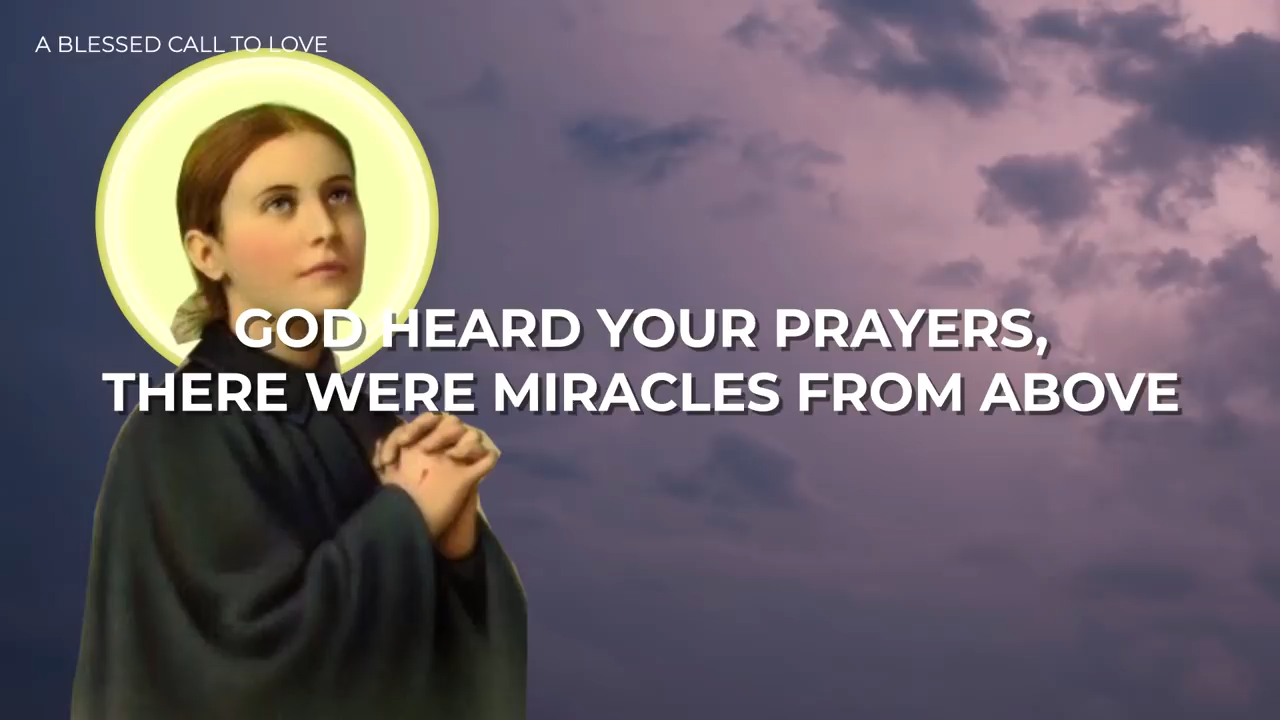 A BLESSED CALL TO LOVE
GOD HEARD YOUR PRAYERS,
THERE WERE MIRACLES FROM ABOVE